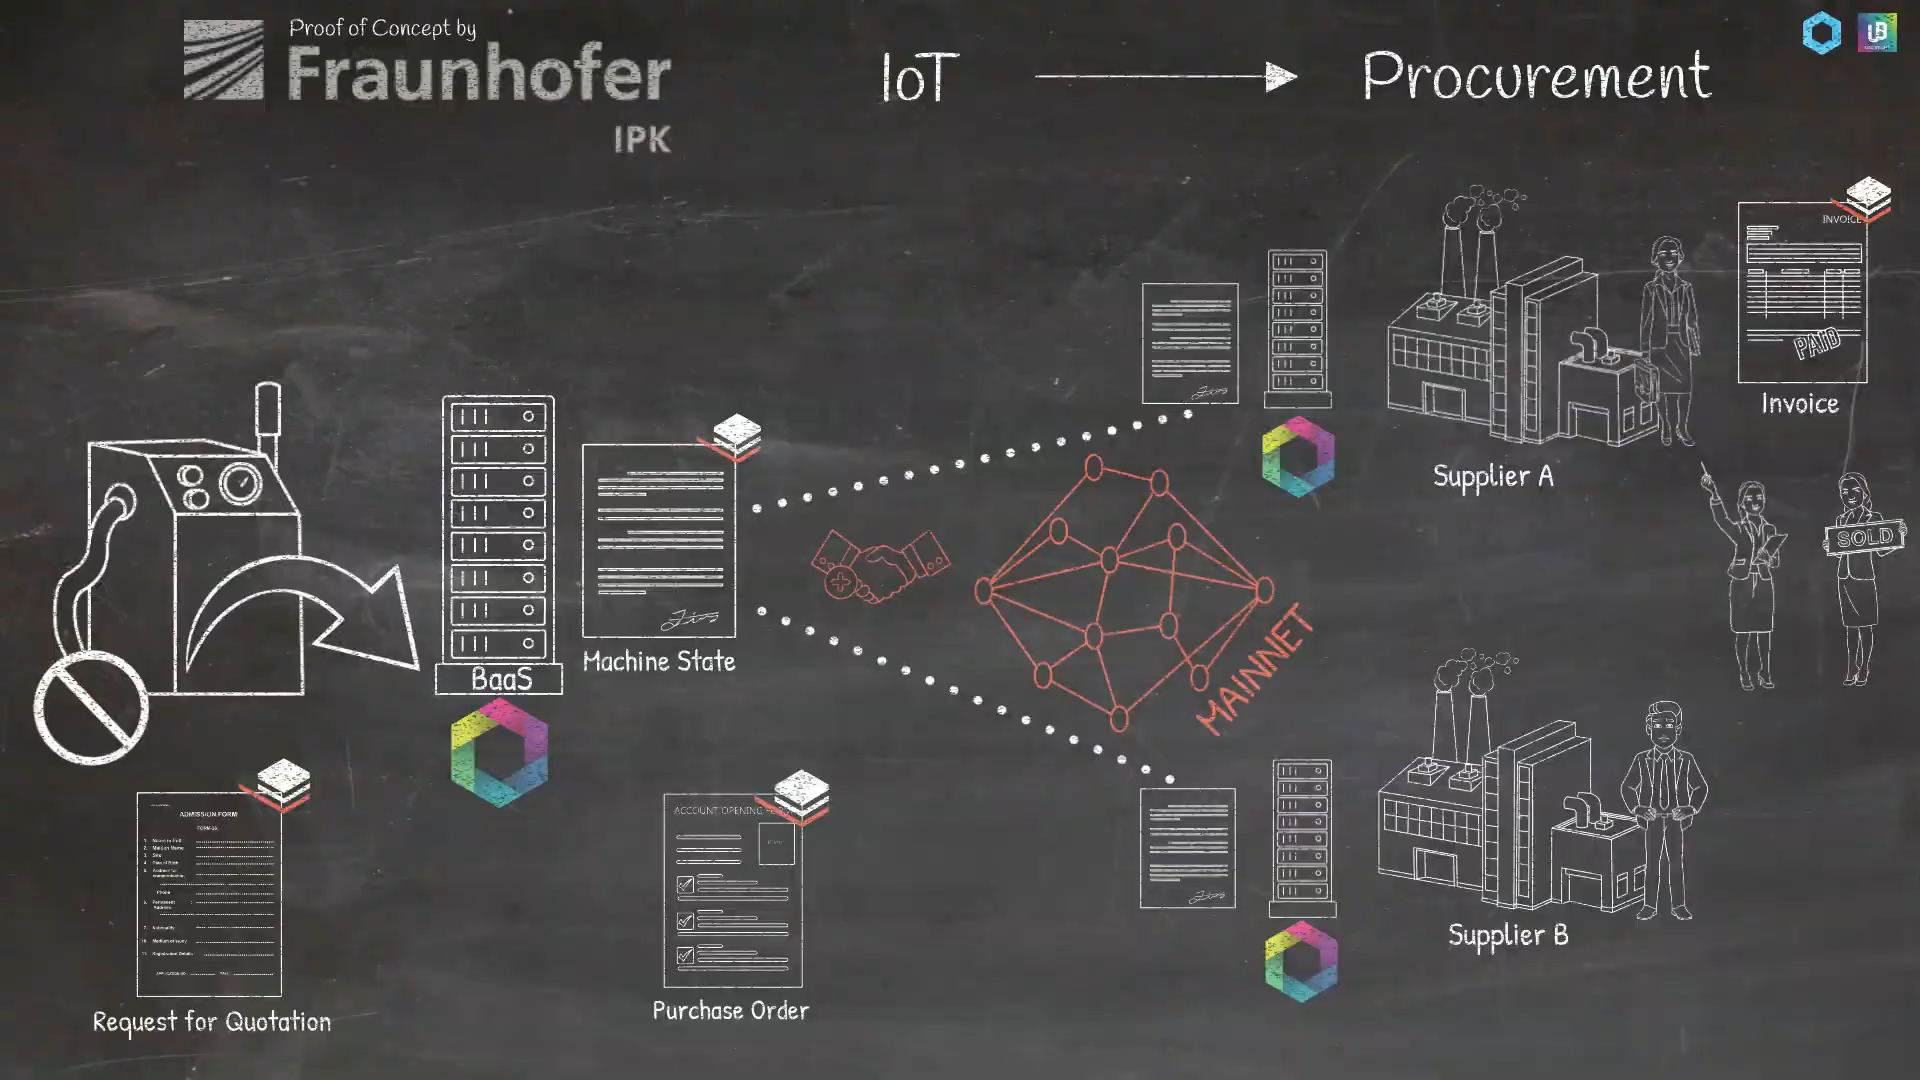 Proof of Concept by
Fraunhofer
IPK
IoT
Procurement
UB
INVOICE
PAID
Invoice
Supplier A
SOLD
BaaS
Machine State
MAINNET
ADMISSION FORM
ACCOUNT OPENING
Request for Quotation
Purchase Order
Supplier B